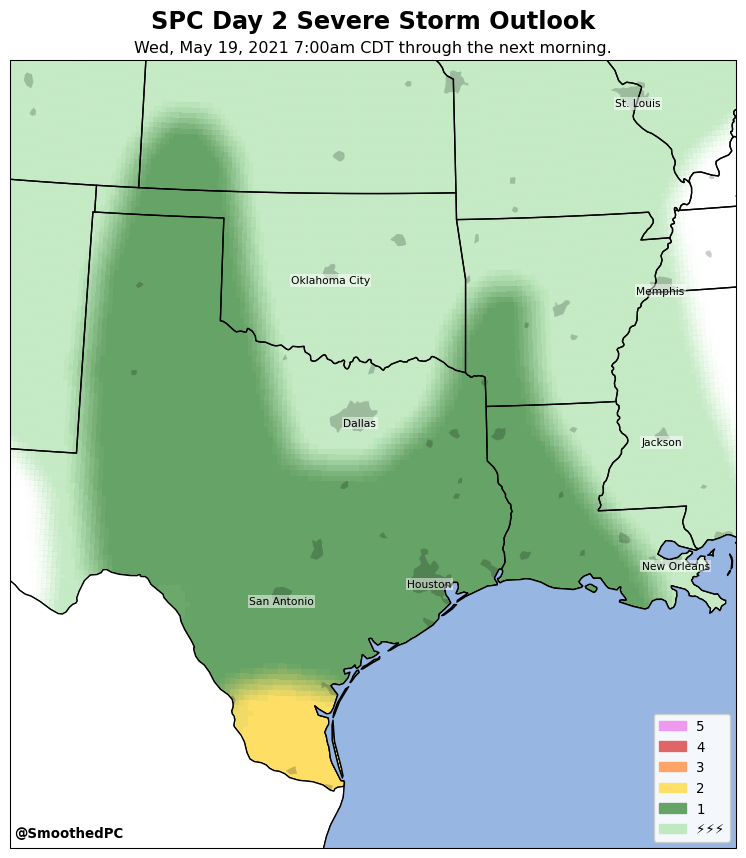 SPC Day 2 Severe Storm Outlook
Wed, May 19, 2021 7:00am CDT through the next morning.
St. Louis
Oklahoma City
Memphis
Dallas
Jackson
New Orleans
Houston
San Antonio
5
4
3
2
1
⚡⚡⚡
@SmoothedPC